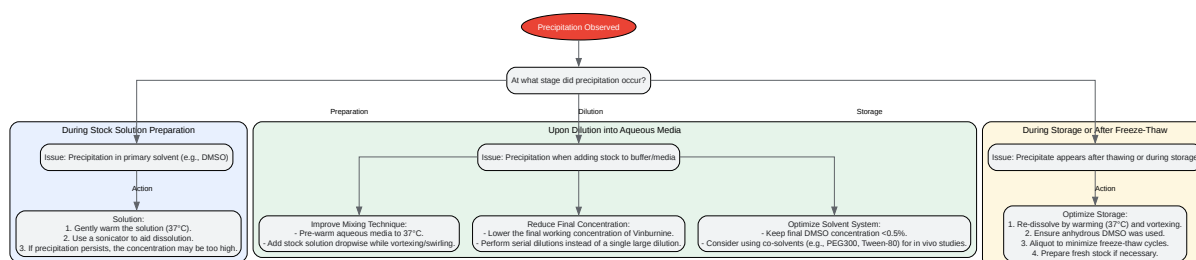 Precipitation Observed
At what stage did precipitation occur?
Preparation
Dilution
Storage
During Stock Solution Preparation
Issue: Precipitation in primary solvent (e.g., DMSO)
Action
Solution:
1. Gently warm the solution (37°C).
2. Use a sonicator to aid dissolution.
3. If precipitation persists, the concentration may be too high.
Upon Dilution into Aqueous Media
Issue: Precipitation when adding stock to buffer/media
Improve Mixing Technique:
- Pre-warm aqueous media to 37°C.
- Add stock solution dropwise while vortexing/swirling.
Reduce Final Concentration:
- Lower the final working concentration of Vinburnine.
- Perform serial dilutions instead of a single large dilution.
Optimize Solvent System:
- Keep final DMSO concentration <0.5%.
- Consider using co-solvents (e.g., PEG300, Tween-80) for in vivo studies.
During Storage or After Freeze-Thaw
Issue: Precipitate appears after thawing or during storage
Action
Optimize Storage:
1. Re-dissolve by warming (37°C) and vortexing.
2. Ensure anhydrous DMSO was used.
3. Aliquot to minimize freeze-thaw cycles.
4. Prepare fresh stock if necessary.